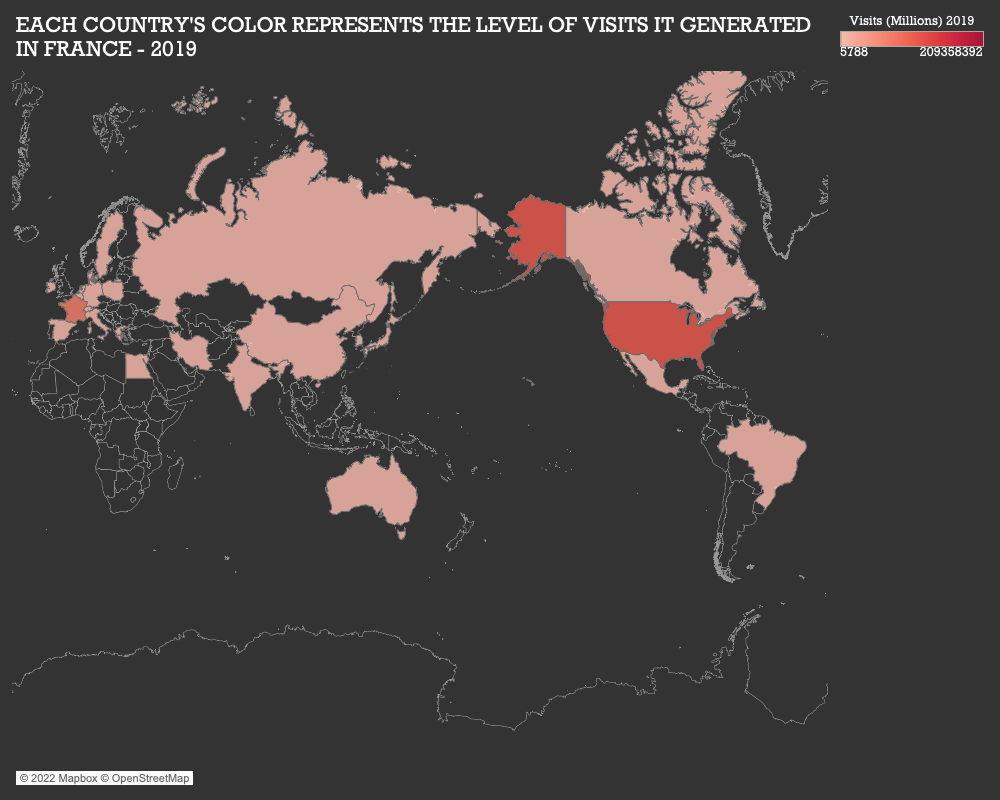 EACH COUNTRY'S COLOR REPRESENTS THE LEVEL OF VISITS IT GENERATED
IN FRANCE - 2019
Visits (Millions) 2019
5788 209358392
© 2022 Mapbox © OpenStreetMap